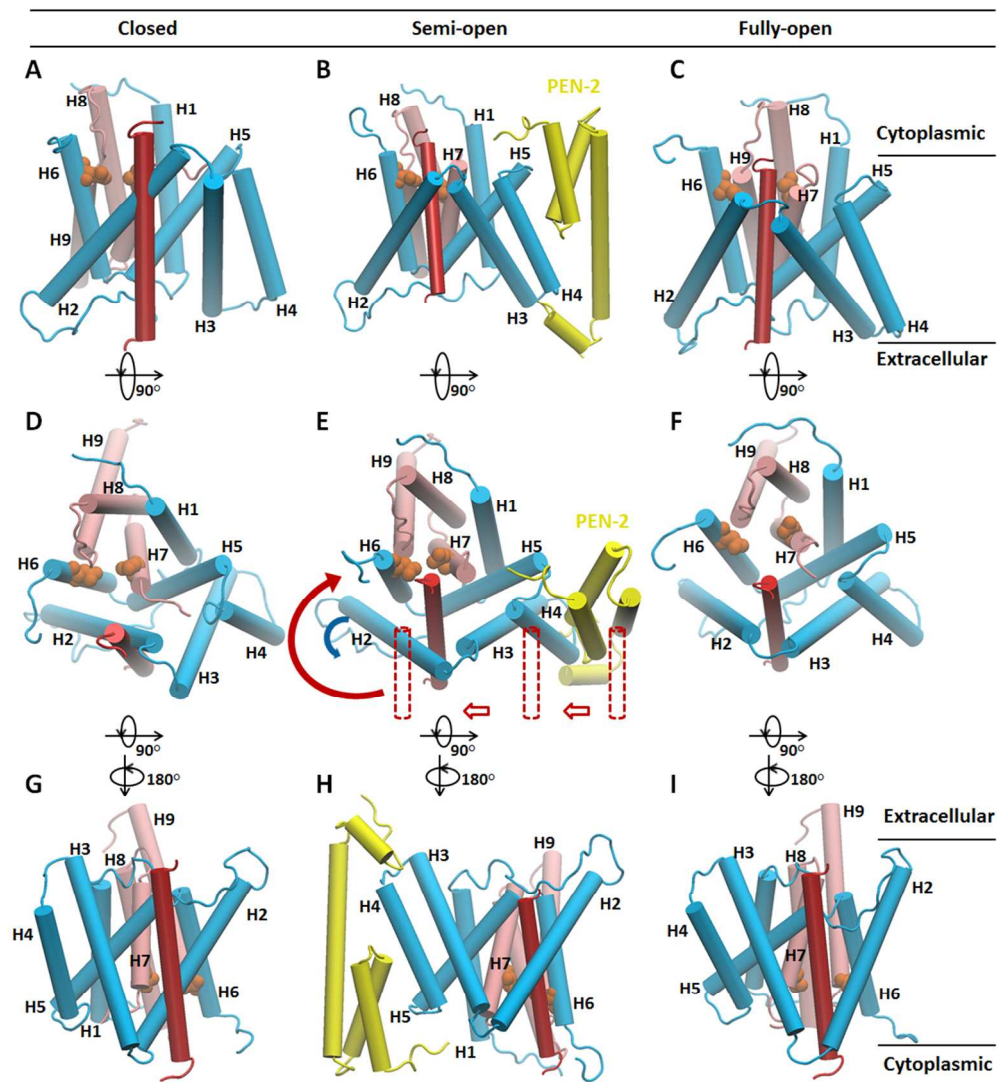 Closed Semi-open Fully-open
A B C
H8 H1 H5 H6 H9 H2 H3 H4
PEN-2
H8 H1 H7 H5 H6 H2 H3 H4
H8 H1 H9 H6 H7 H5 H2 H3 H4
Cytoplasmic
Extracellular
90° 90° 90°
D E F
H9 H8 H1 H7 H5 H6 H2 H4 H3
PEN-2
H9 H8 H1 H6 H7 H5 H4 H2 H3
H9 H8 H1 H6 H7 H5 H2 H3 H4
90° 90° 90°
180° 180° 180°
G H I
H9 H3 H8 H2 H4 H7 H5 H1 H6
H3 H9 H4 H2 H7 H5 H6 H1
H9 H3 H8 H2 H4 H7 H5 H6
Extracellular
Cytoplasmic